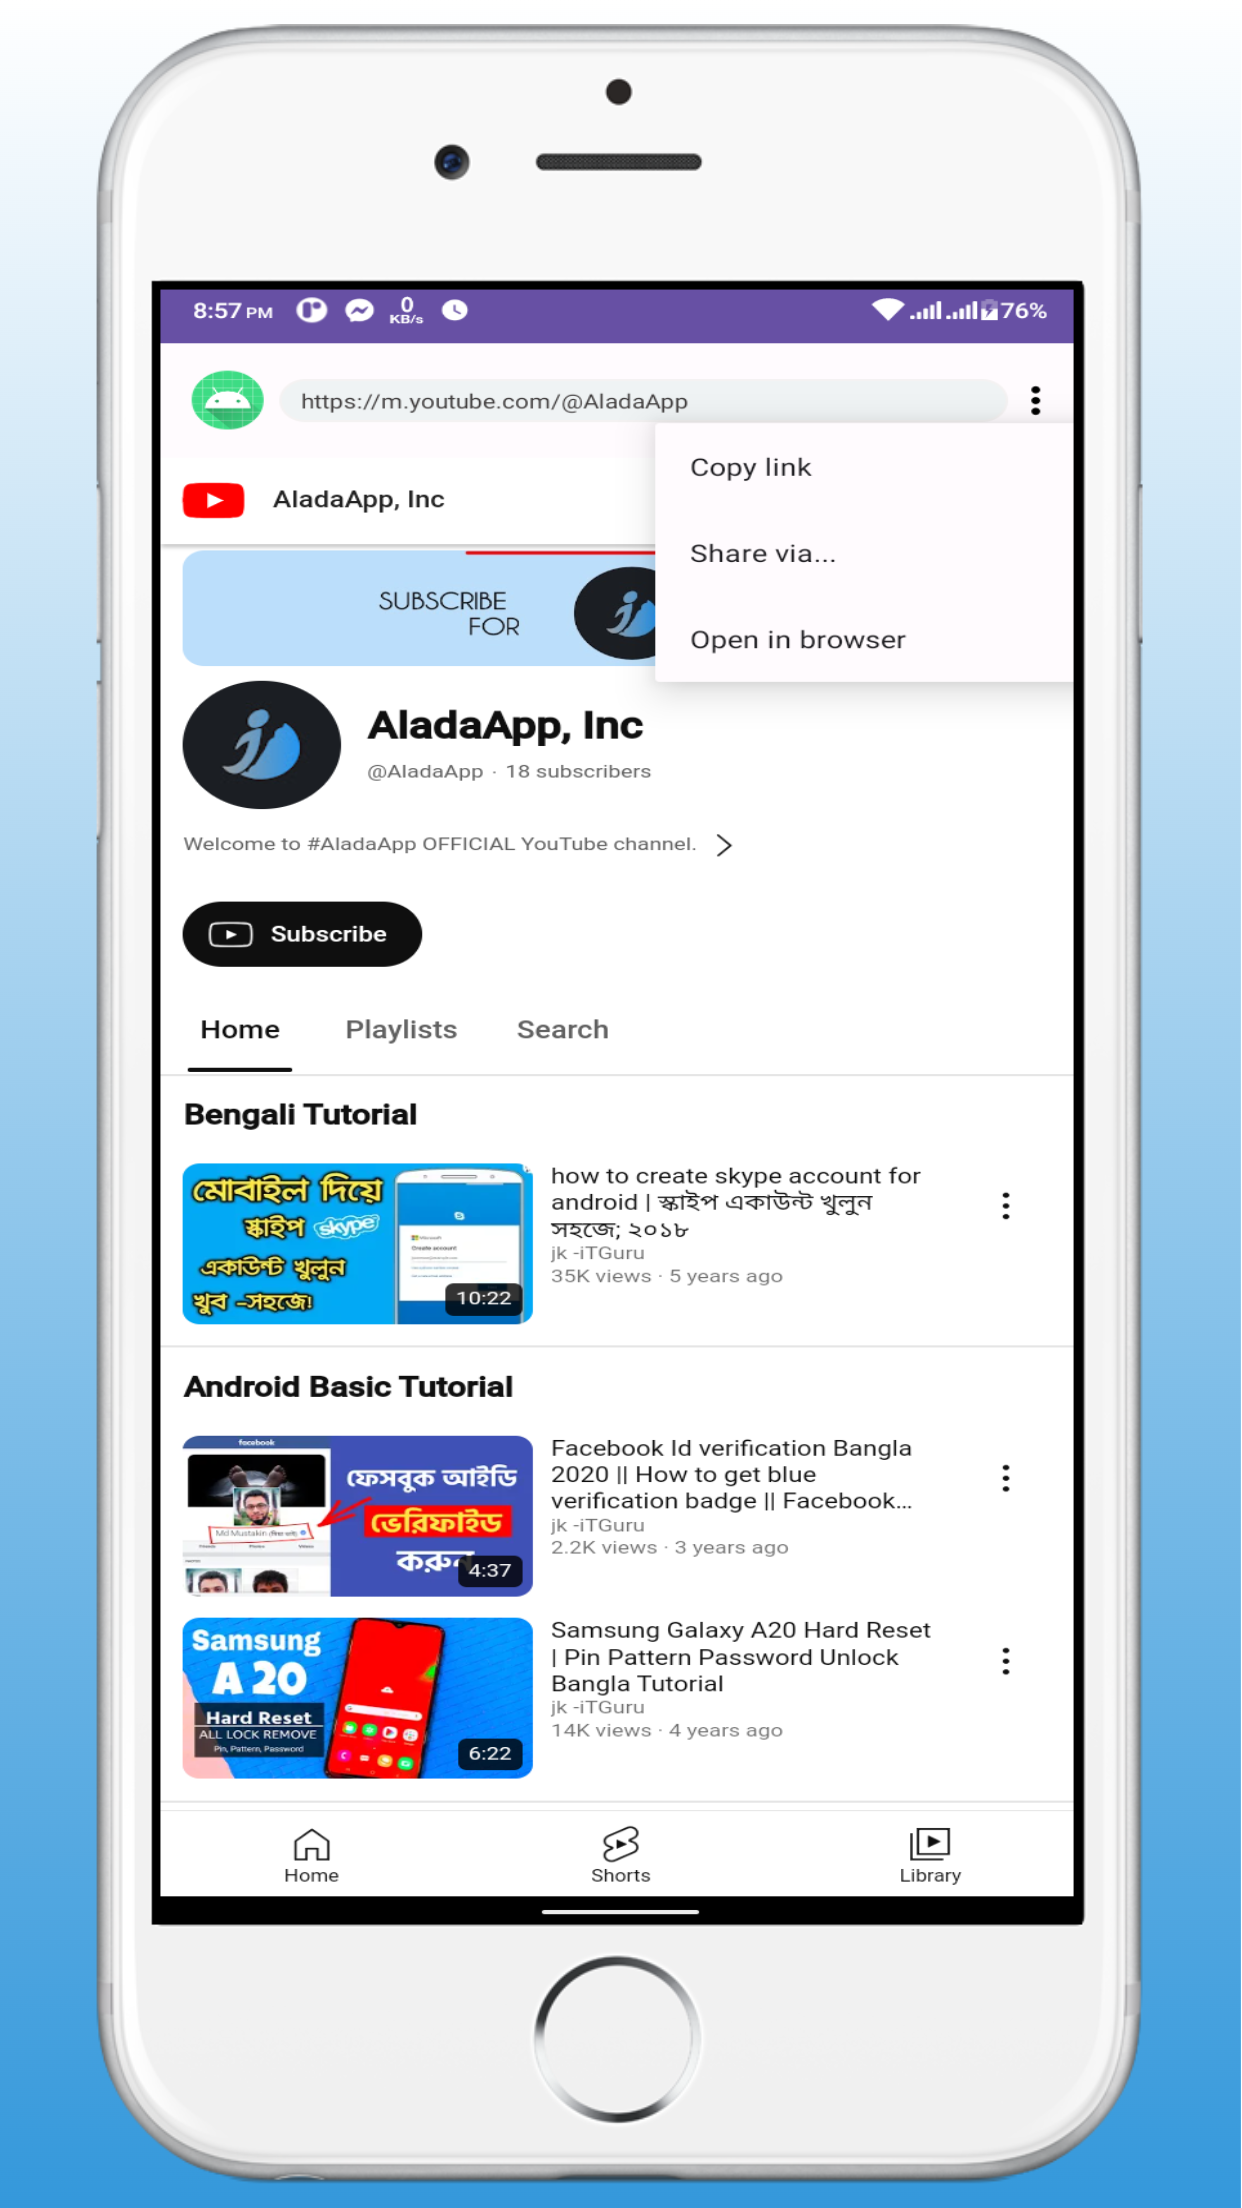 8:57 PM 0 KB/s 76%
https://m.youtube.com/@AladaApp
Copy link
Share via...
Open in browser
AladaApp, Inc
SUBSCRIBE
FOR
AladaApp, Inc
@AladaApp · 18 subscribers
Welcome to #AladaApp OFFICIAL YouTube channel.
Subscribe
Home Playlists Search
Bengali Tutorial
মোবাইল দিয়ে
স্কাইপ skype
একাউন্ট খুলুন
খুব -সহজে!
Microsoft
Create account
10:22
how to create skype account for
android | স্কাইপ একাউন্ট খুলুন
সহজে; ২০১৮
jk -iTGuru
35K views · 5 years ago
Android Basic Tutorial
facebook
Md Mustakin
ফেসবুক আইডি
ভেরিফাইড
করুন
4:37
Facebook Id verification Bangla
2020 || How to get blue
verification badge || Facebook...
jk -iTGuru
2.2K views · 3 years ago
Samsung
A 20
Hard Reset
ALL LOCK REMOVE
Pin, Pattern, Password
6:22
Samsung Galaxy A20 Hard Reset
| Pin Pattern Password Unlock
Bangla Tutorial
jk -iTGuru
14K views · 4 years ago
Home Shorts Library